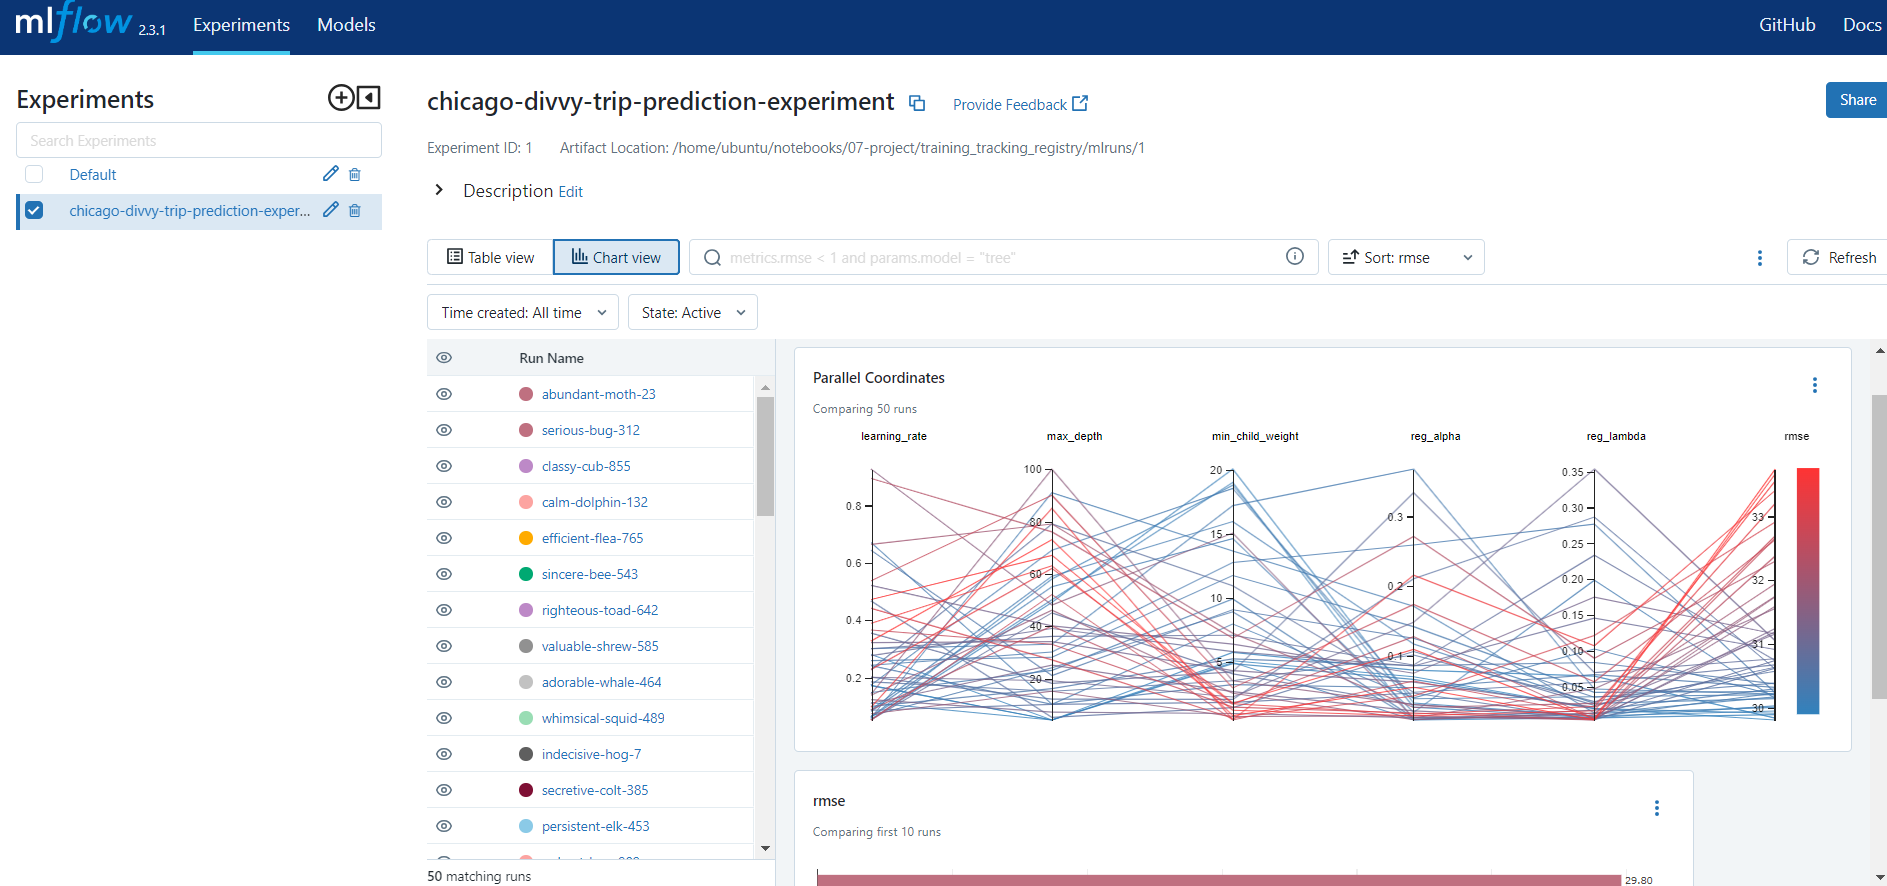 mlflow 2.3.1 Experiments Models GitHub Docs
Experiments
Search Experiments
Default
chicago-divvy-trip-prediction-exper...
chicago-divvy-trip-prediction-experiment Provide Feedback Share
Experiment ID: 1 Artifact Location: /home/ubuntu/notebooks/07-project/training_tracking_registry/mlruns/1
Description Edit
Table view Chart view metrics.rmse < 1 and params.model = "tree" Sort: rmse Refresh
Time created: All time State: Active
Run Name
abundant-moth-23
serious-bug-312
classy-cub-855
calm-dolphin-132
efficient-flea-765
sincere-bee-543
righteous-toad-642
valuable-shrew-585
adorable-whale-464
whimsical-squid-489
indecisive-hog-7
secretive-colt-385
persistent-elk-453
50 matching runs
Parallel Coordinates
Comparing 50 runs
learning_rate max_depth min_child_weight reg_alpha reg_lambda rmse
0.8
0.6
0.4
0.2
100
80
60
40
20
20
15
10
5
0.3
0.2
0.1
0.35
0.30
0.25
0.20
0.15
0.10
0.05
33
32
31
30
rmse
Comparing first 10 runs
29.80